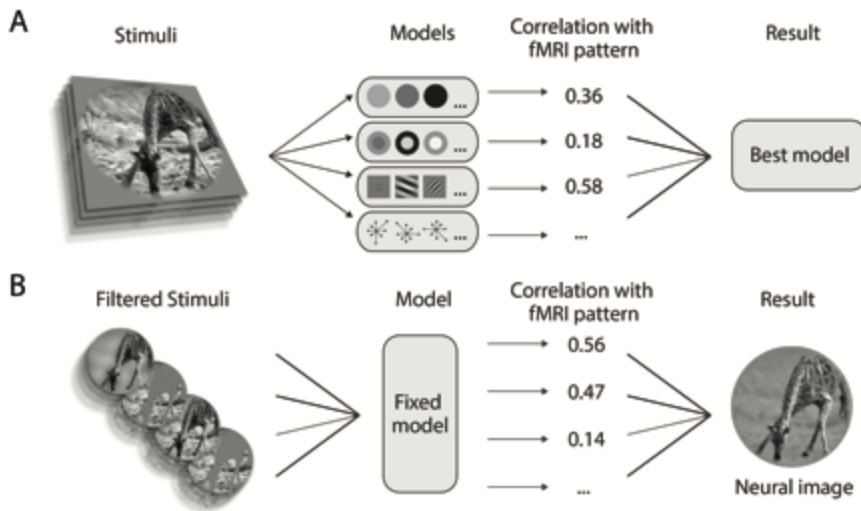 A
Stimuli
Models
Correlation with
fMRI pattern
Result
...
0.36
...
0.18
...
0.58
...
...
Best model
B
Filtered Stimuli
Model
Correlation with
fMRI pattern
Result
Fixed
model
0.56
0.47
0.14
...
Neural image